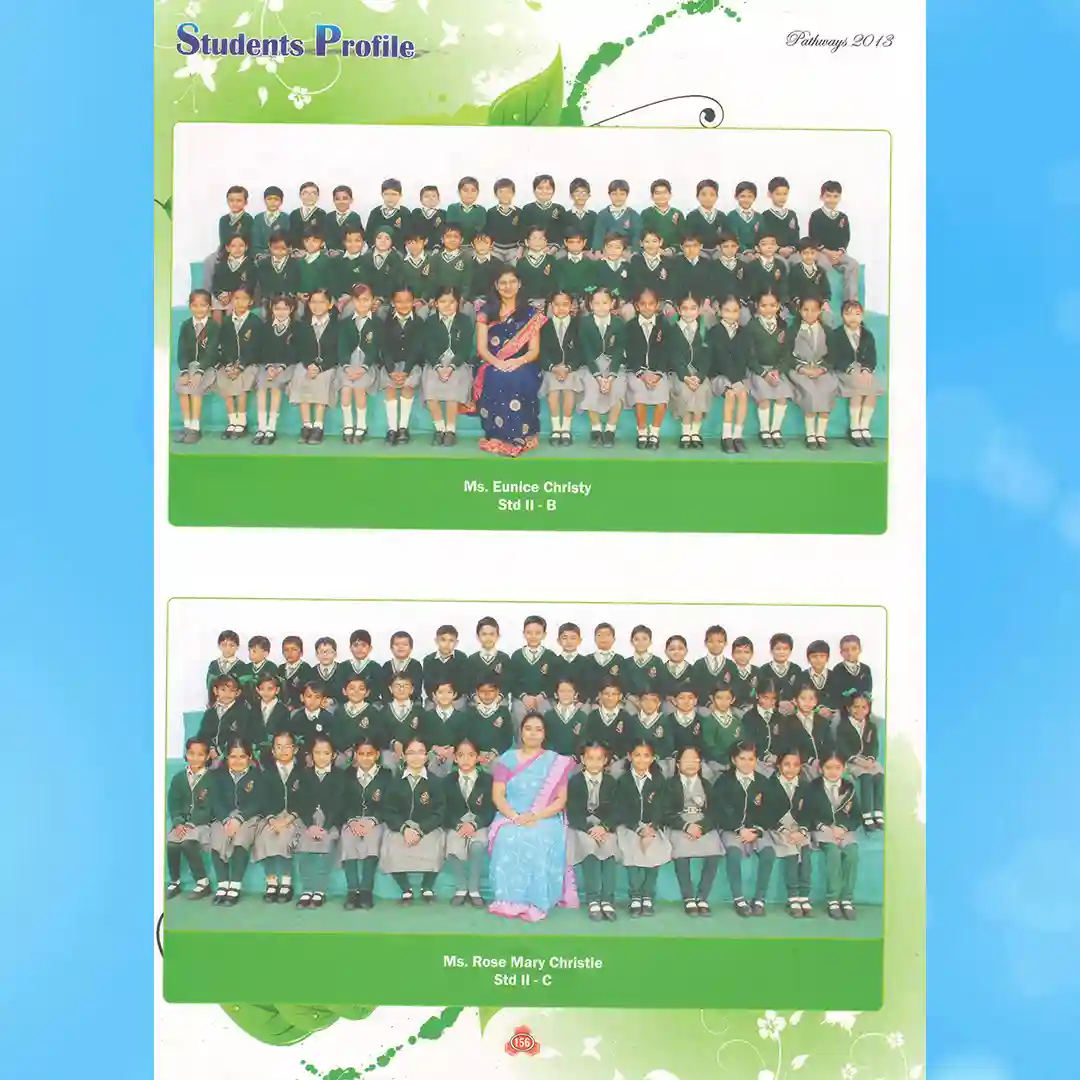 Students Profile
Pathways 2013
Ms. Eunice Christy
Std II - B
Ms. Rose Mary Christie
Std II - C
156